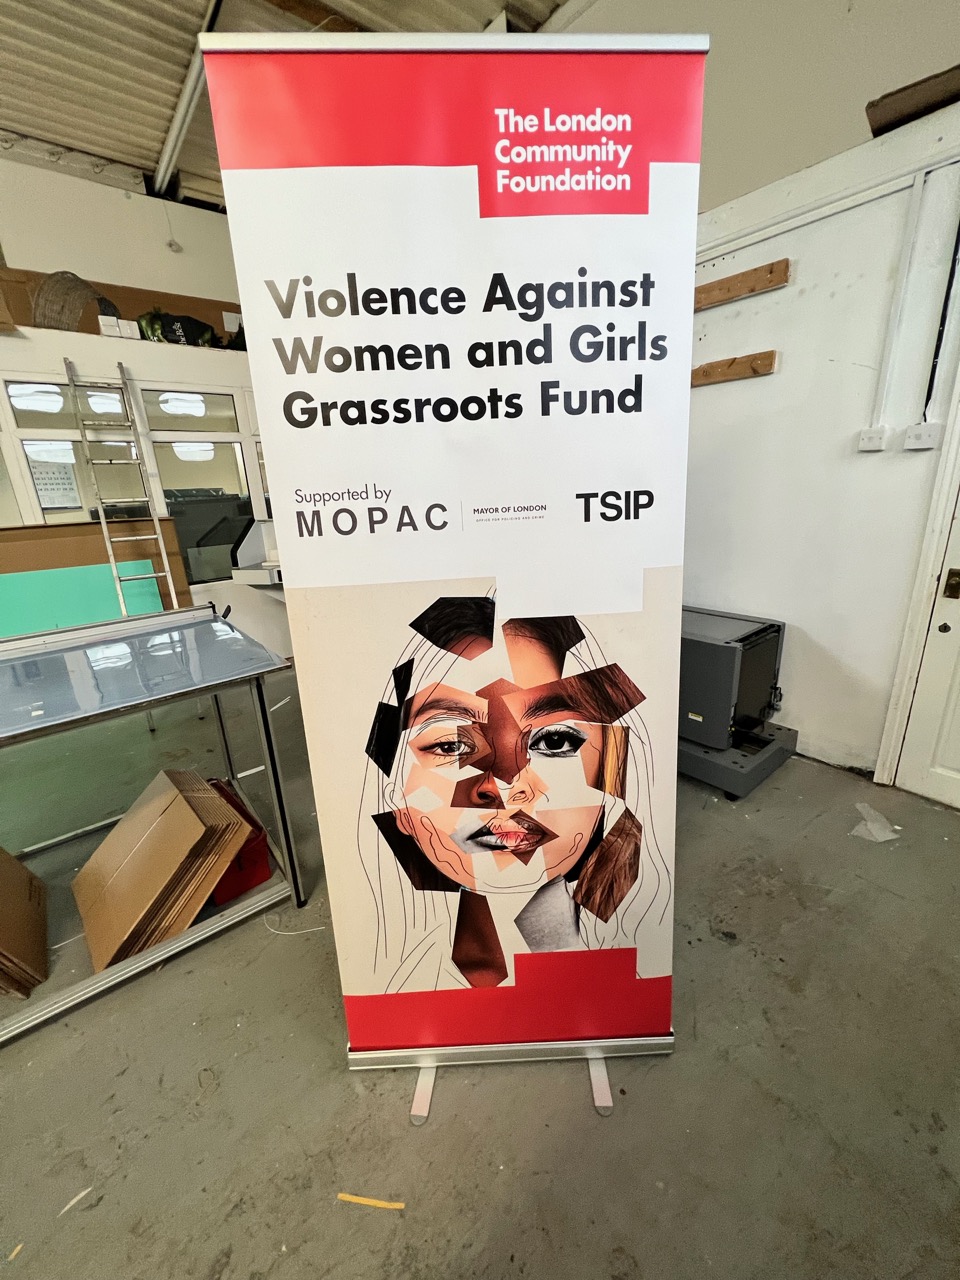 The London
Community
Foundation
Violence Against
Women and Girls
Grassroots Fund
Supported by
MOPAC
MAYOR OF LONDON
OFFICE FOR POLICING AND CRIME
TSIP